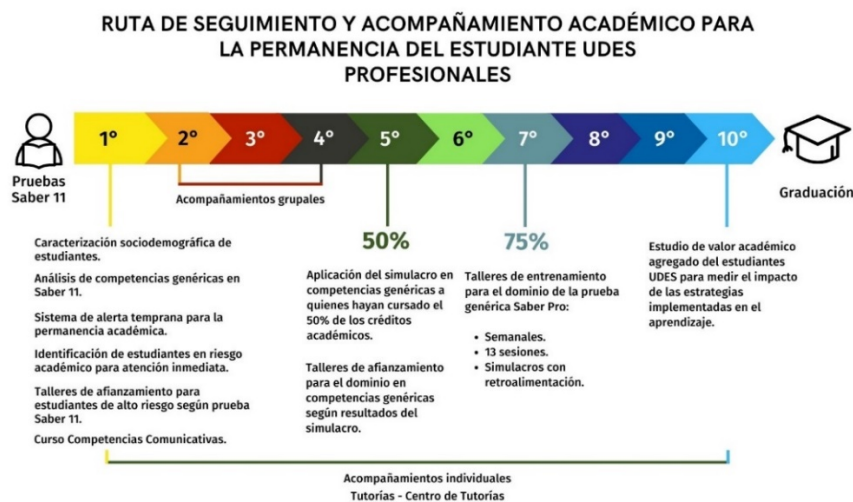 RUTA DE SEGUIMIENTO Y ACOMPAÑAMIENTO ACADÉMICO PARA
LA PERMANENCIA DEL ESTUDIANTE UDES
PROFESIONALES
1°
2°
3°
4°
5°
6°
7°
8°
9°
10°
Pruebas
Saber 11
Graduación
Acompañamientos grupales
Caracterización sociodemográfica de
estudiantes.
Análisis de competencias genéricas en
Saber 11.
Sistema de alerta temprana para la
permanencia académica.
Identificación de estudiantes en riesgo
académico para atención inmediata.
Talleres de afianzamiento para
estudiantes de alto riesgo según prueba
Saber 11.
Curso Competencias Comunicativas.
50%
Aplicación del simulacro en
competencias genéricas a
quienes hayan cursado el
50% de los créditos
académicos.
Talleres de afianzamiento
para el dominio en
competencias genéricas
según resultados del
simulacro.
75%
Talleres de entrenamiento
para el dominio de la prueba
genérica Saber Pro:
• Semanales.
• 13 sesiones.
• Simulacros con
retroalimentación.
Estudio de valor académico
agregado del estudiantes
UDES para medir el impacto
de las estrategias
implementadas en el
aprendizaje.
Acompañamientos individuales
Tutorías - Centro de Tutorías